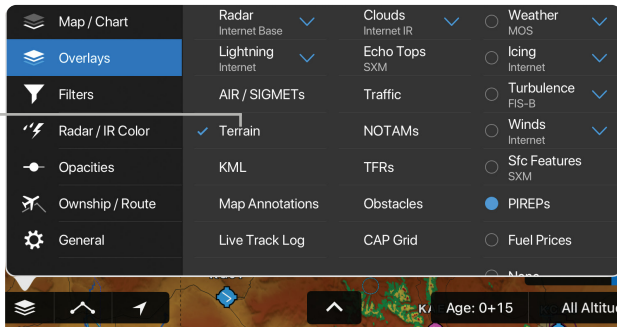 Map / Chart
Overlays
Filters
Radar / IR Color
Opacities
Ownship / Route
General
Radar
Internet Base
Lightning
Internet
AIR / SIGMETs
Terrain
KML
Map Annotations
Live Track Log
Clouds
Internet IR
Echo Tops
SXM
Traffic
NOTAMs
TFRs
Obstacles
CAP Grid
Weather
MOS
Icing
Internet
Turbulence
FIS-B
Winds
Internet
Sfc Features
SXM
PIREPs
Fuel Prices
None
Age: 0+15
All Altitu